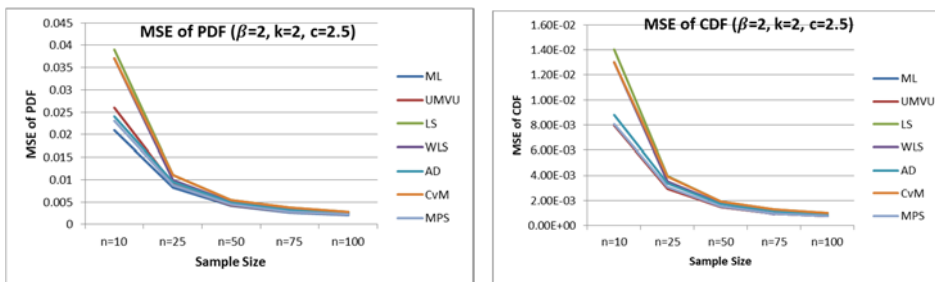 MSE of PDF (β=2, k=2, c=2.5)
0.045
0.04
0.035
0.03
0.025
0.02
0.015
0.01
0.005
0
MSE of PDF
n=10 n=25 n=50 n=75 n=100
Sample Size
ML
UMVU
LS
WLS
AD
CvM
MPS
MSE of CDF (β=2, k=2, c=2.5)
1.60E-02
1.40E-02
1.20E-02
1.00E-02
8.00E-03
6.00E-03
4.00E-03
2.00E-03
0.00E+00
MSE of CDF
n=10 n=25 n=50 n=75 n=100
Sample Size
ML
UMVU
LS
WLS
AD
CvM
MPS